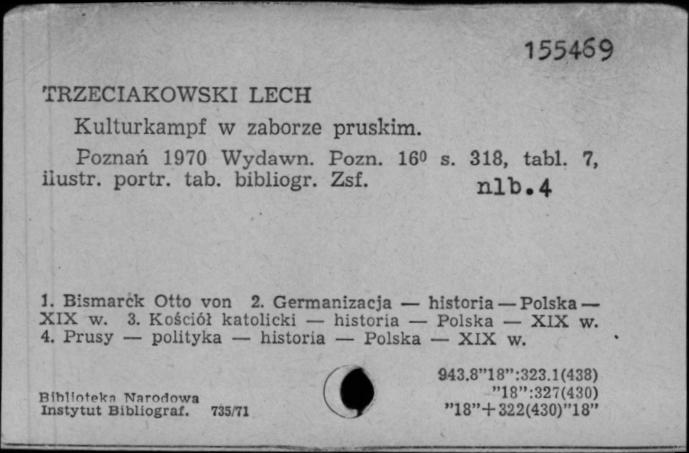 155469
TRZECIAKOWSKI LECH
Kulturkampf w zaborze pruskim.
Poznań 1970 Wydawn. Pozn. 16⁰ s. 318, tabl. 7,
ilustr. portr. tab. bibliogr. Zsf. nlb.4
1. Bismarck Otto von 2. Germanizacja — historia — Polska —
XIX w. 3. Kościół katolicki — historia — Polska — XIX w.
4. Prusy — polityka — historia — Polska — XIX w.
943.8”18”:323.1(438)
Biblioteka Narodowa ”18”:327(430)
Instytut Bibliograf. 735/71 ”18”+322(430)”18”